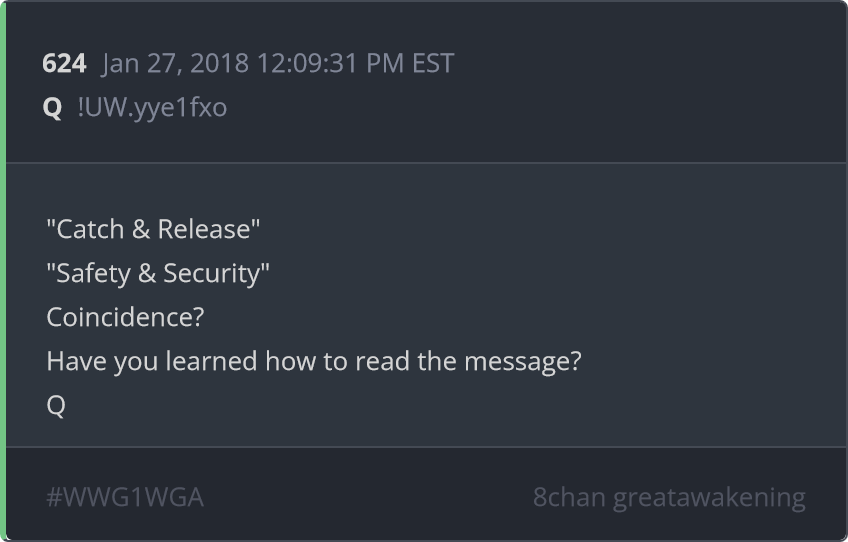 624 Jan 27, 2018 12:09:31 PM EST
Q !UW.yye1fxo
"Catch & Release"
"Safety & Security"
Coincidence?
Have you learned how to read the message?
Q
#WWG1WGA 8chan greatawakening